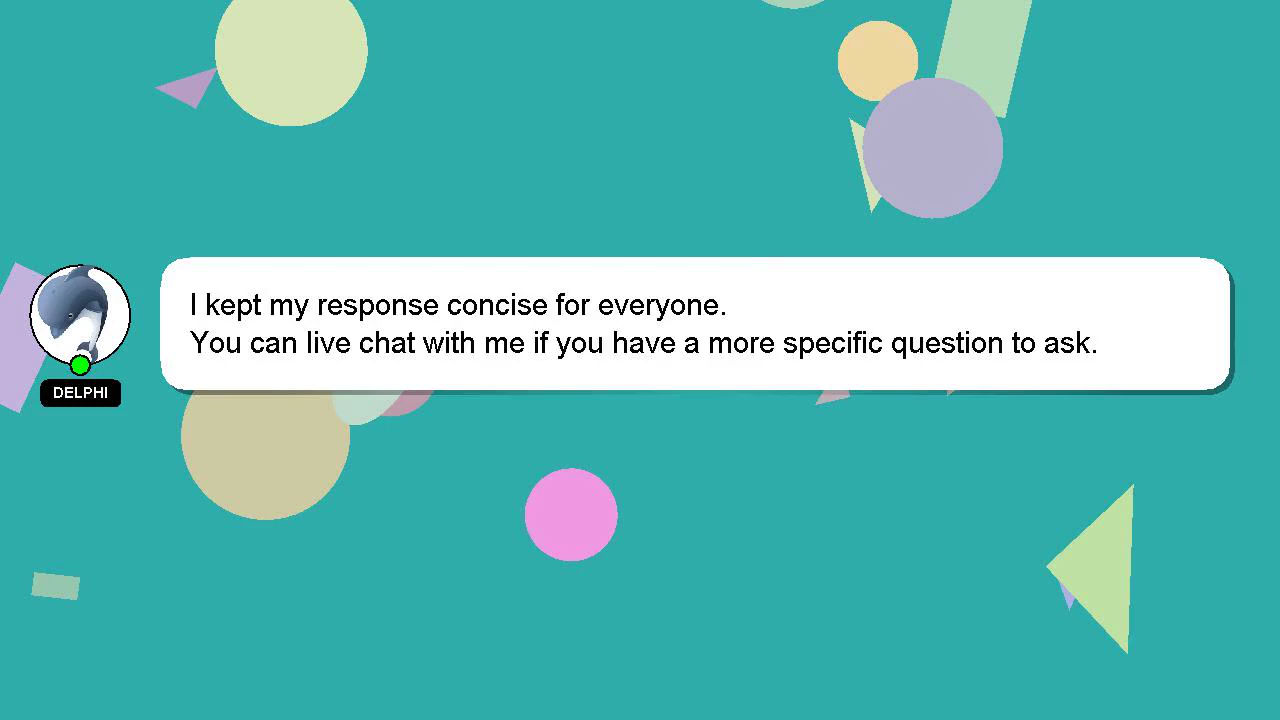 I kept my response concise for everyone.
You can live chat with me if you have a more specific question to ask.
DELPHI